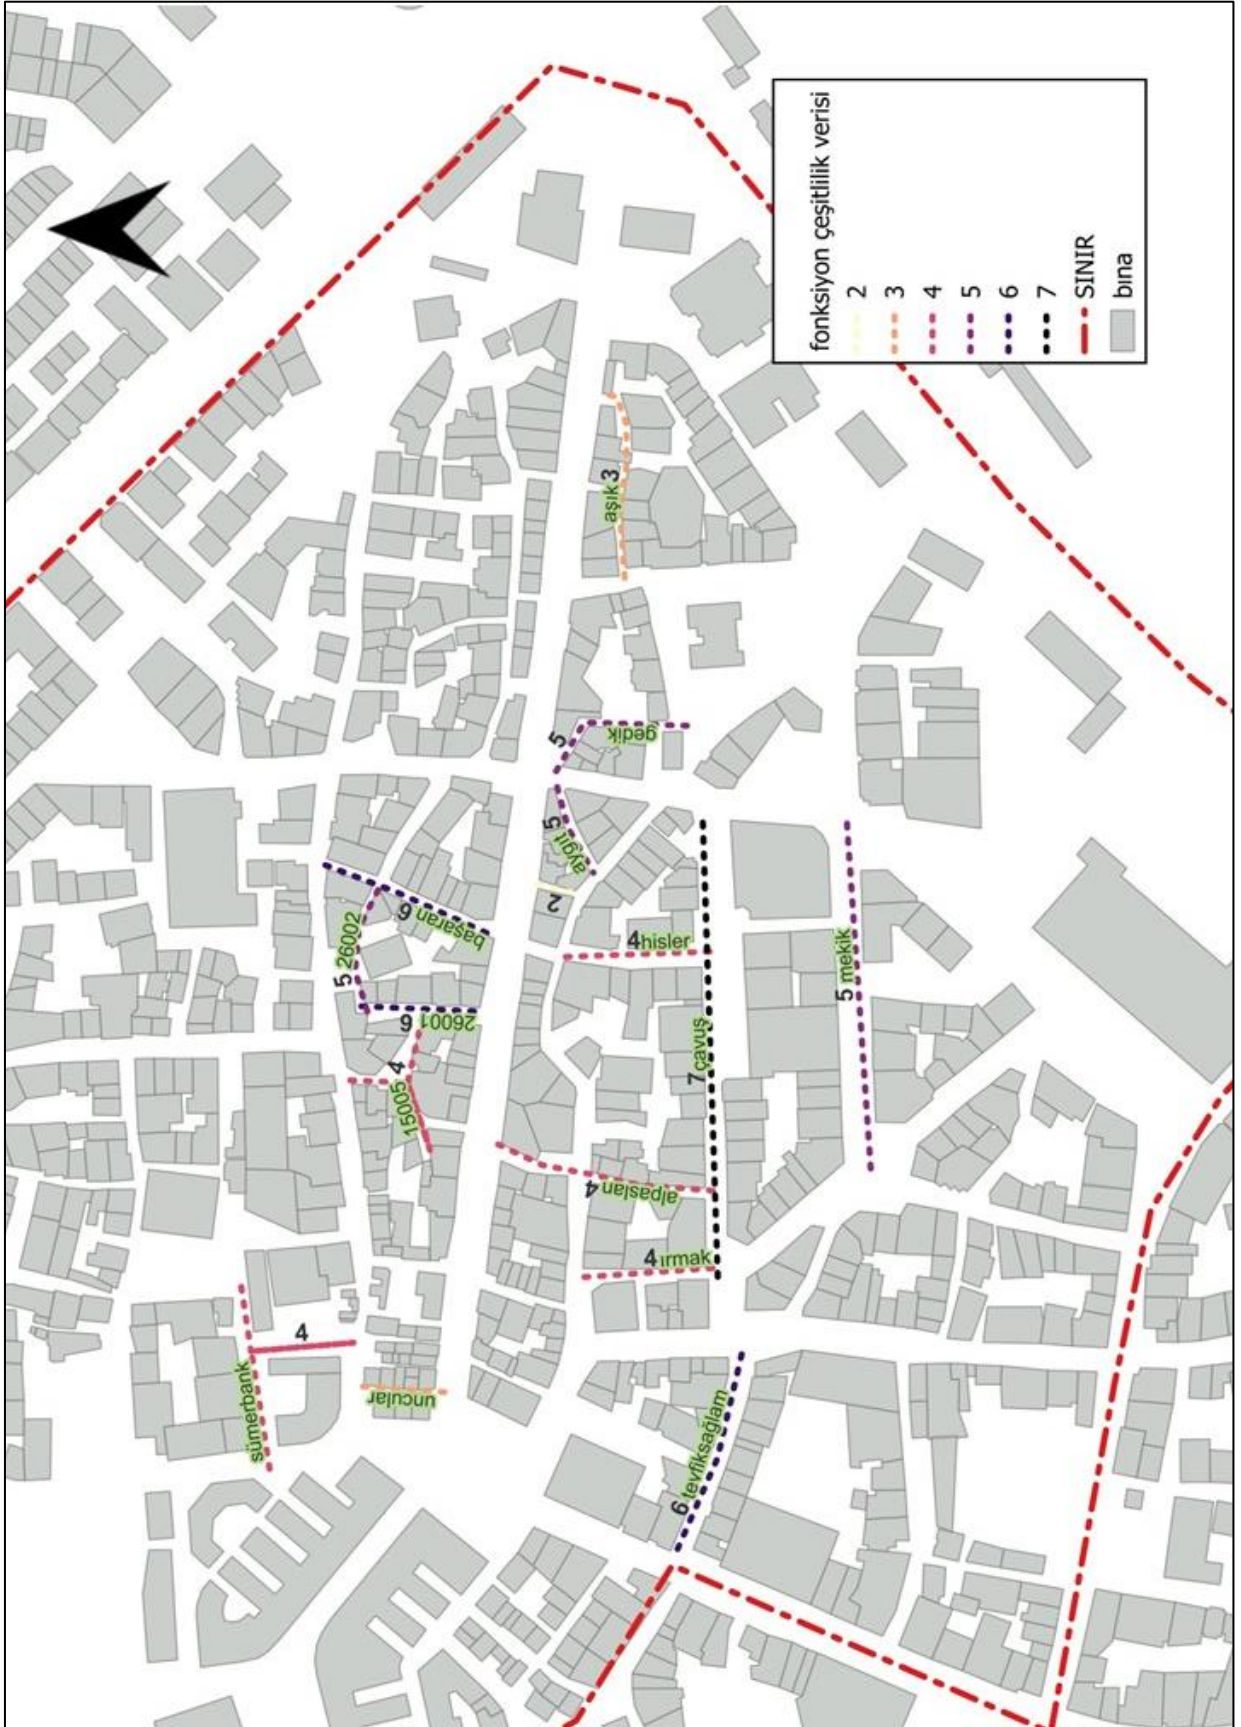 fonksiyon çeşitlilik verisi
2
3
4
5
6
7
SINIR
bına
sümerbank
4
uncular
15005
4
26001
6
5 26002
başaran
6
2
aygıt
5
5
gedik
aşık 3
4 hisler
alpaslan
4
4 ırmak
7 çavuş
5 mekik
6 tevfiksağlam